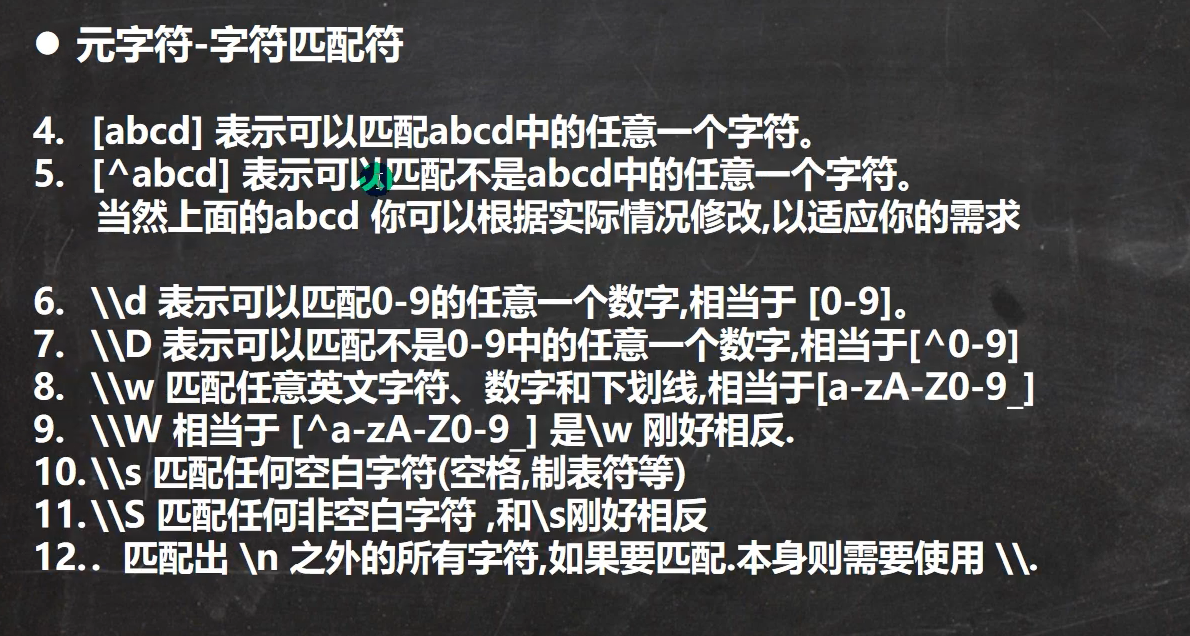 ● 元字符-字符匹配符
4. [abcd] 表示可以匹配abcd中的任意一个字符。
5. [^abcd] 表示可以匹配不是abcd中的任意一个字符。
当然上面的abcd 你可以根据实际情况修改,以适应你的需求
6. \\d 表示可以匹配0-9的任意一个数字,相当于 [0-9]。
7. \\D 表示可以匹配不是0-9中的任意一个数字,相当于[^0-9]
8. \\w 匹配任意英文字符、数字和下划线,相当于[a-zA-Z0-9_]
9. \\W 相当于 [^a-zA-Z0-9_] 是\w 刚好相反.
10. \\s 匹配任何空白字符(空格,制表符等)
11. \\S 匹配任何非空白字符 ,和\s刚好相反
12. . 匹配出 \n 之外的所有字符,如果要匹配.本身则需要使用 \\.